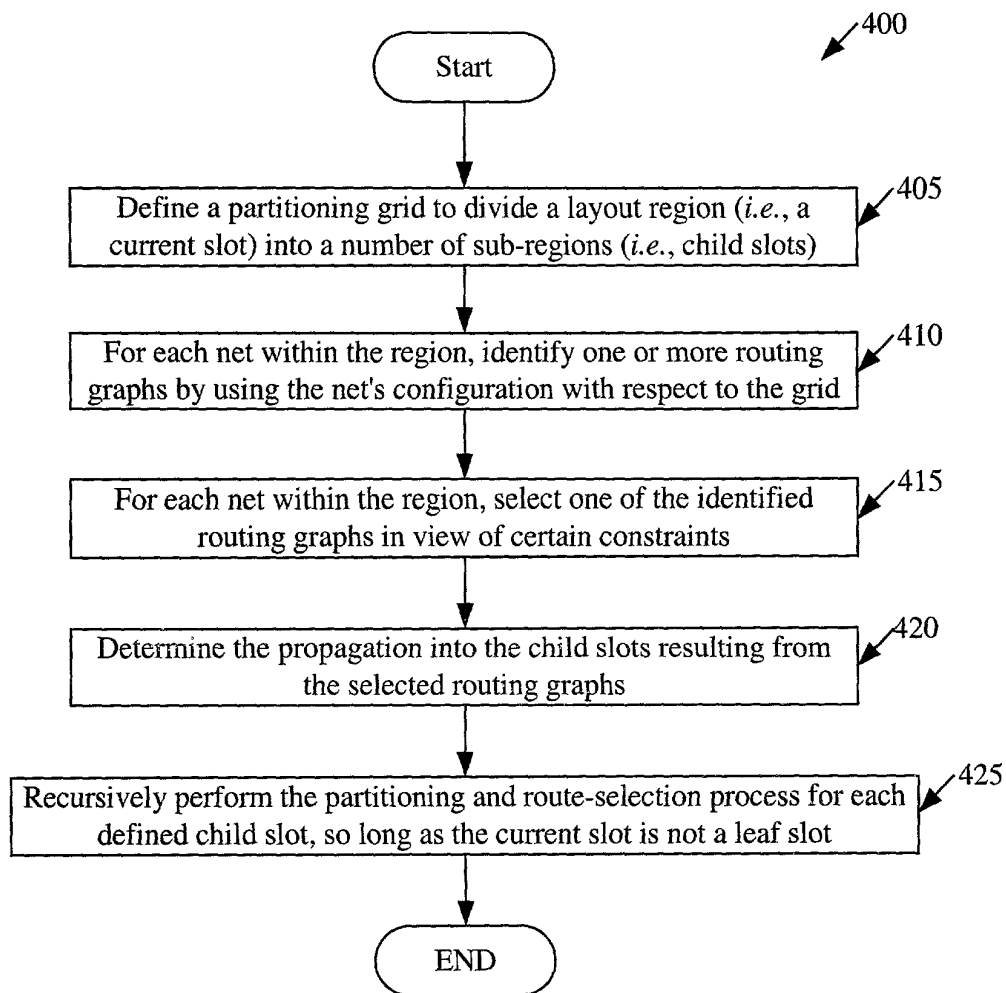 400
Start
405
Define a partitioning grid to divide a layout region (i.e., a
current slot) into a number of sub-regions (i.e., child slots)
410
For each net within the region, identify one or more routing
graphs by using the net's configuration with respect to the grid
415
For each net within the region, select one of the identified
routing graphs in view of certain constraints
420
Determine the propagation into the child slots resulting from
the selected routing graphs
425
Recursively perform the partitioning and route-selection process for each
defined child slot, so long as the current slot is not a leaf slot
END